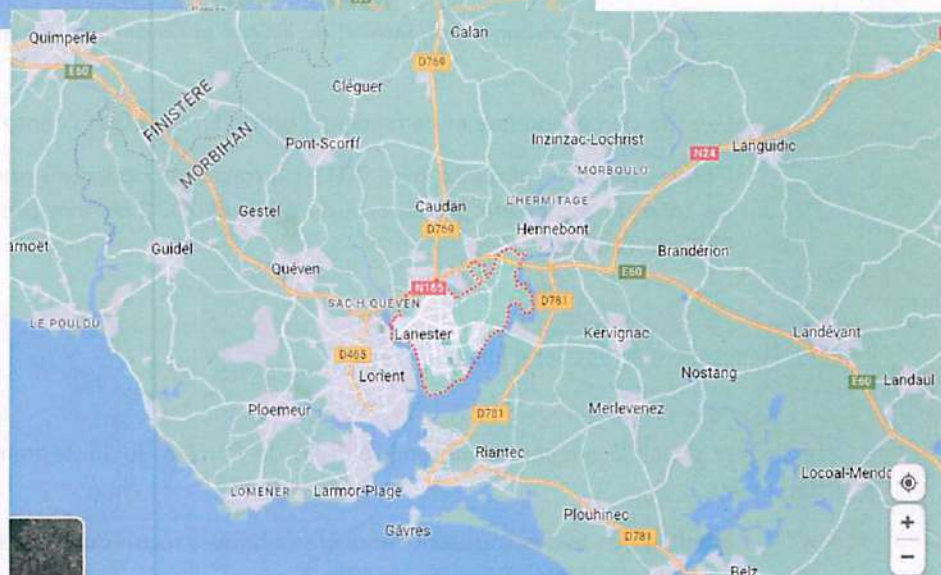 Quimperlé
Calan
E60
D769
Cléguer
FINISTÈRE
MORBIHAN
Pont-Scorff
Inzinzac-Lochrist
MORBOULO
N24
Languidic
L'HERMITAGE
Caudan
D769
Gestel
Hennebont
Brandérion
amoët
Guidel
Quéven
E60
N165
SAC'H QUÉVEN
D781
LE POULDU
Lanester
Kervignac
Landévant
D465
Lorient
Nostang
E60
Landaul
Ploemeur
Merlevenez
D781
Riantec
Locoal-Mendo
LOMENER
Larmor-Plage
Gâvres
Plouhinec
D781
Belz
+
−